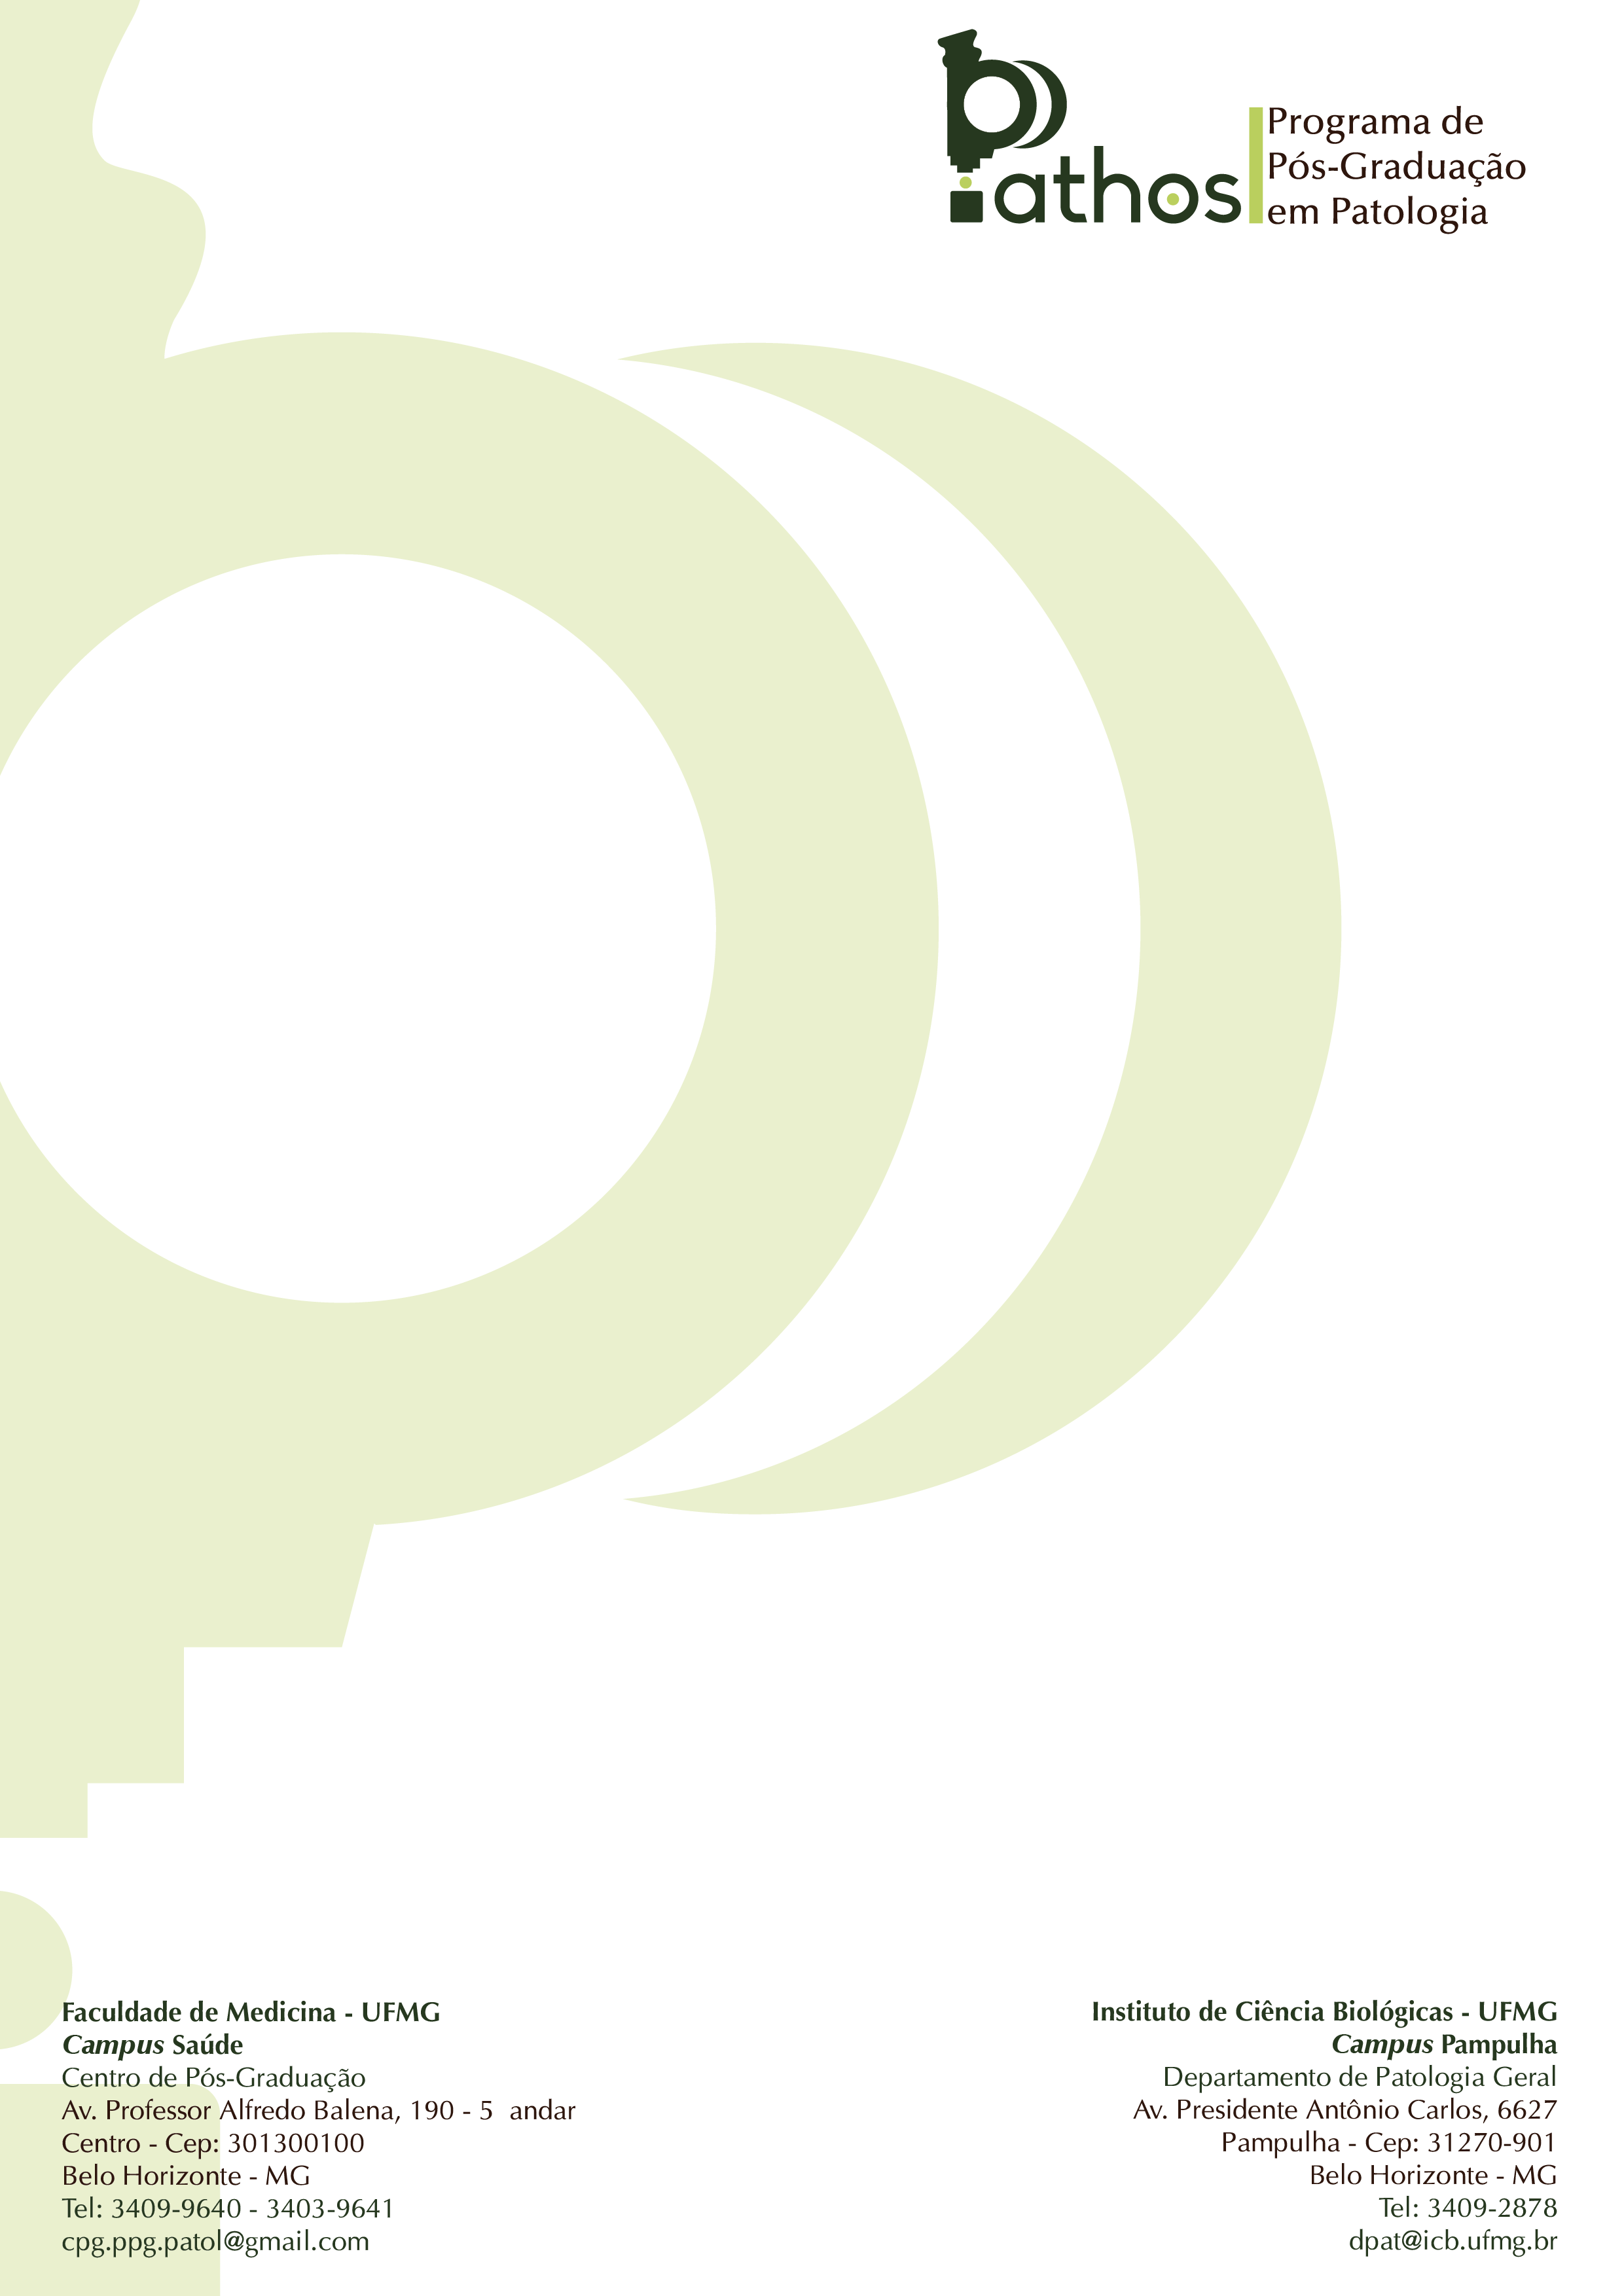 pathos
Programa de
Pós-Graduação
em Patologia
Faculdade de Medicina - UFMG
Campus Saúde
Centro de Pós-Graduação
Av. Professor Alfredo Balena, 190 - 5  andar
Centro - Cep: 301300100
Belo Horizonte - MG
Tel: 3409-9640 - 3403-9641
cpg.ppg.patol@gmail.com
Instituto de Ciência Biológicas - UFMG
Campus Pampulha
Departamento de Patologia Geral
Av. Presidente Antônio Carlos, 6627
Pampulha - Cep: 31270-901
Belo Horizonte - MG
Tel: 3409-2878
dpat@icb.ufmg.br